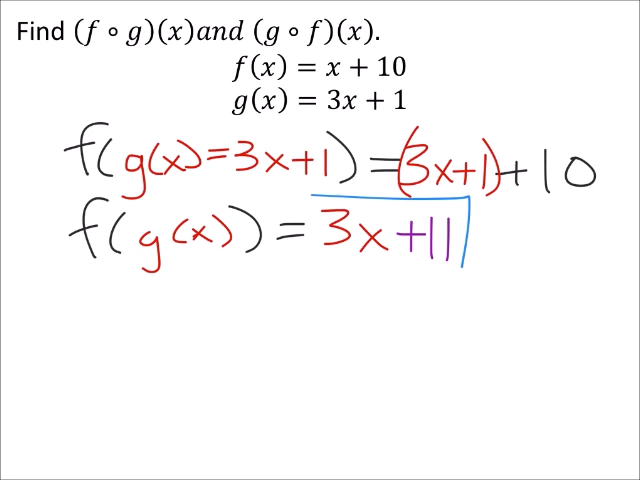 Find (f ∘ g)(x)and (g ∘ f)(x).
f(x) = x + 10
g(x) = 3x + 1
f( g(x)=3x+1 ) =(3x+1)+10
f( g(x) ) = 3x +11